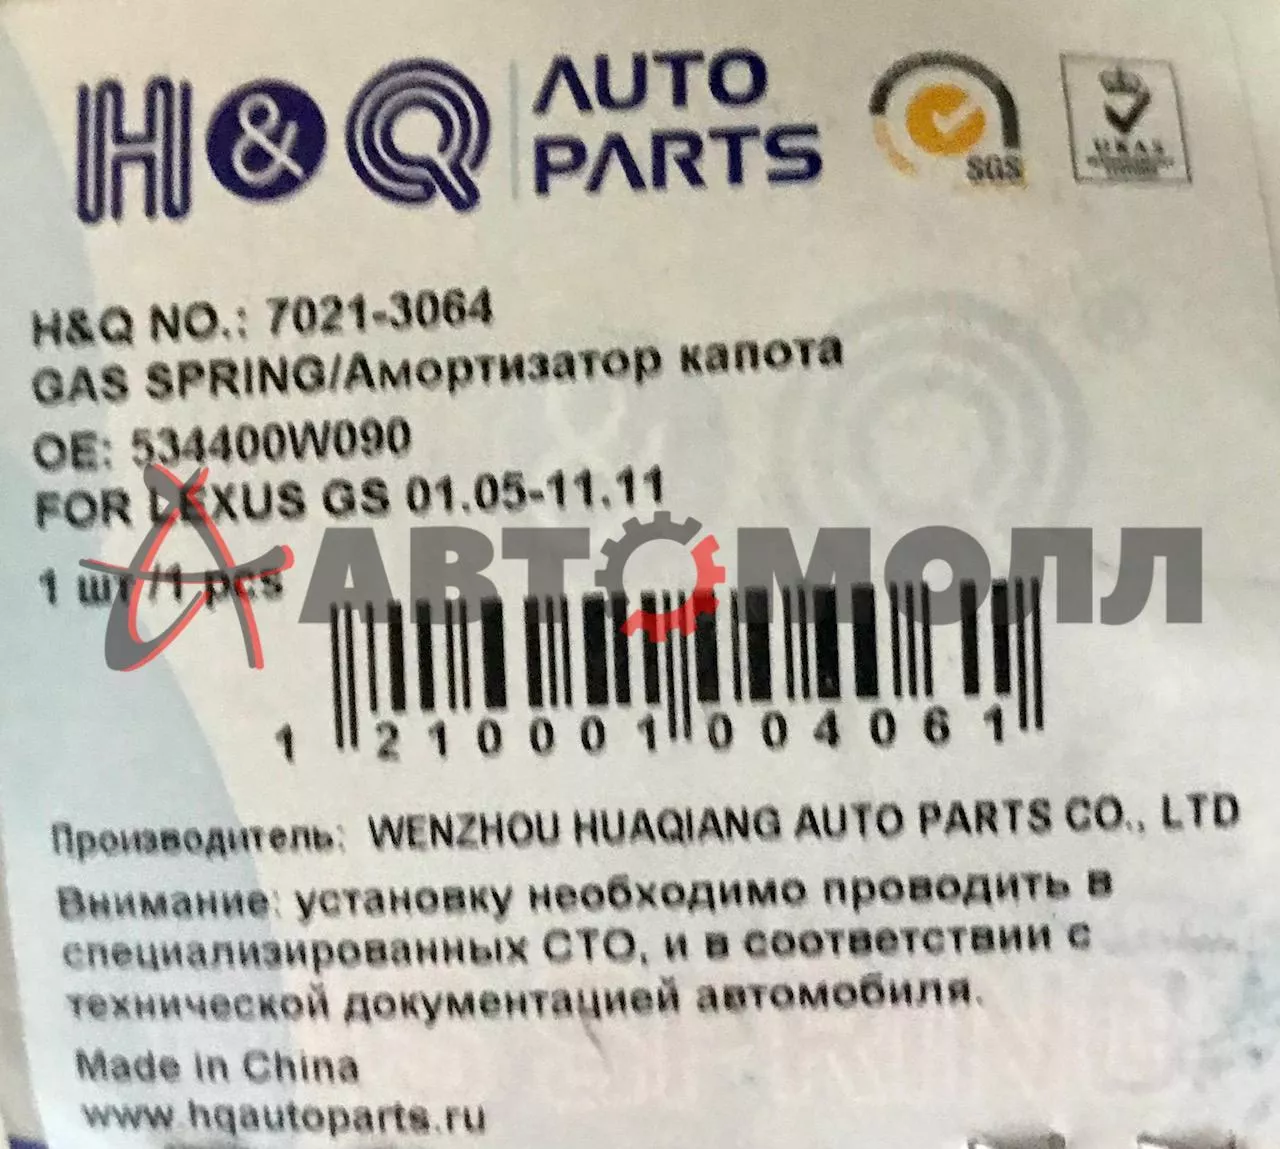 H&Q AUTO PARTS
SGS
UKAS
H&Q NO.: 7021-3064
GAS SPRING/Амортизатор капота
OE: 534400W090
FOR LEXUS GS 01.05-11.11
1 шт /1 pcs
АВТОМОЛЛ
1 210001 004061
Производитель: WENZHOU HUAQIANG AUTO PARTS CO., LTD
Внимание: установку необходимо проводить в
специализированных СТО, и в соответствии с
технической документацией автомобиля.
Made in China
www.hqautoparts.ru